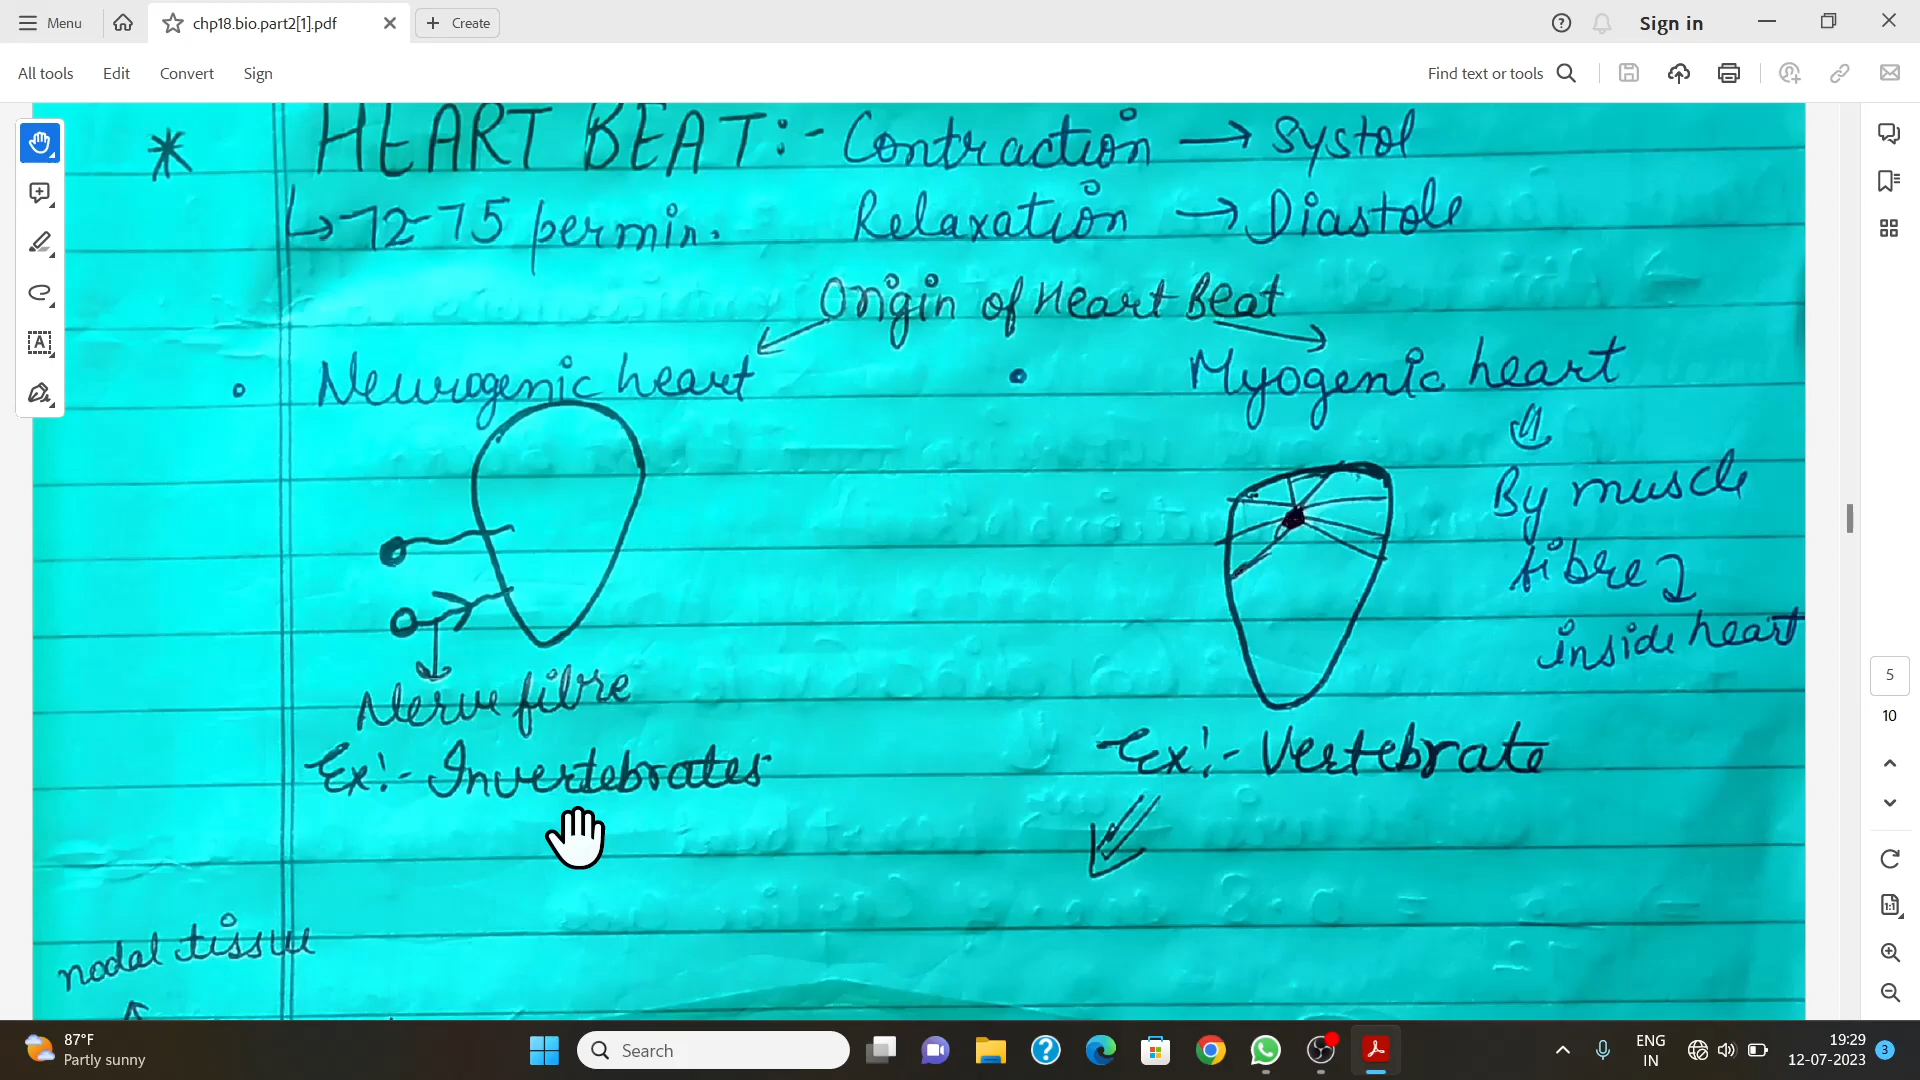 Menu
chp18.bio.part2[1].pdf
Create
Sign in
All tools
Edit
Convert
Sign
Find text or tools
* HEART BEAT:- Contraction → Systol
↳ 72-75 per min. Relaxation → Diastole
Origin of Heart Beat
• Neurogenic heart
• Myogenic heart
By muscle
fibre
inside heart
Nerve fibre
Ex:- Invertebrates
Ex:- Vertebrate
nodal tissue
5
10
87°F
Partly sunny
Search
ENG
IN
19:29
12-07-2023
3